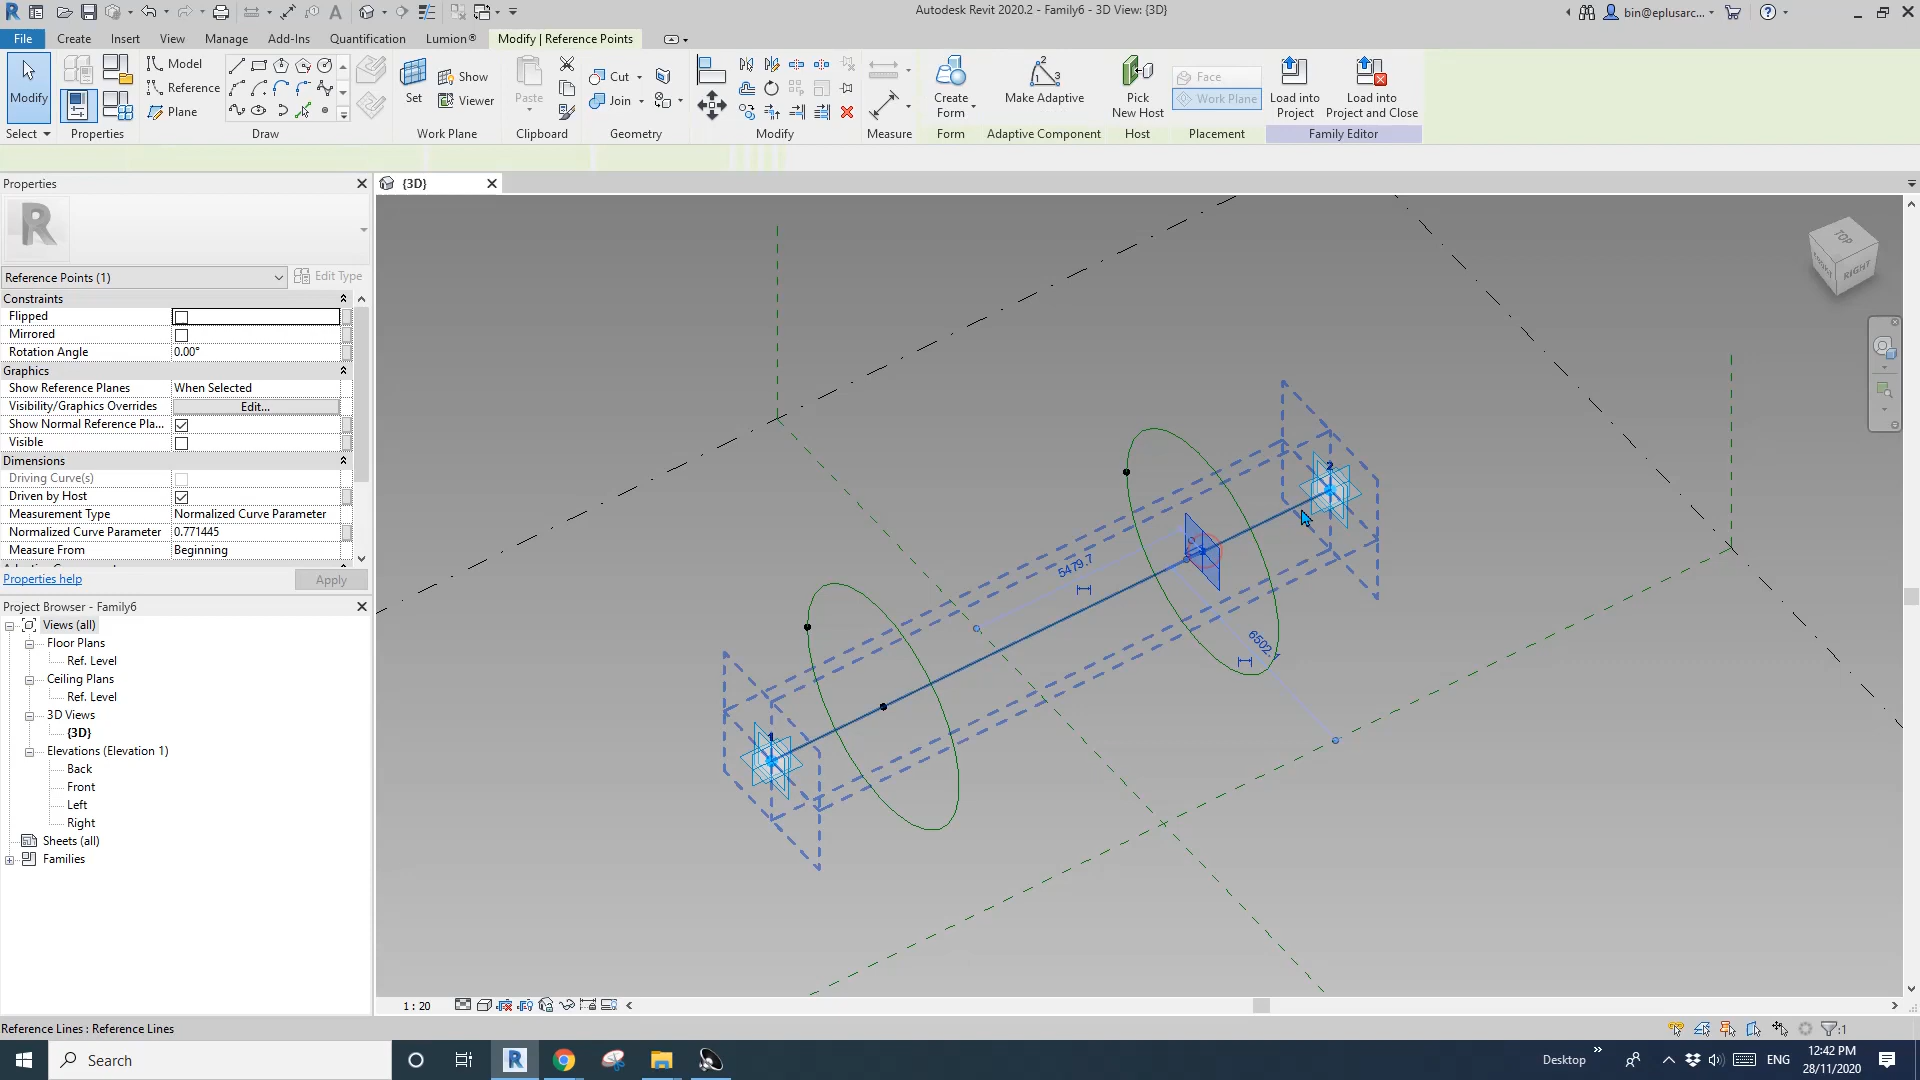 Autodesk Revit 2020.2 - Family6 - 3D View: {3D}
bin@eplusarc...
File Create Insert View Manage Add-Ins Quantification Lumion® Modify | Reference Points
Modify
Select
Properties
Model
Reference
Plane
Draw
Set
Show
Viewer
Work Plane
Paste
Clipboard
Cut
Join
Geometry
Modify
Measure
Create
Form
Form
Make Adaptive
Adaptive Component
Pick
New Host
Host
Face
Work Plane
Placement
Load into
Project
Load into
Project and Close
Family Editor
Properties
{3D}
R
Reference Points (1)
Edit Type
Constraints
Flipped
Mirrored
Rotation Angle 0.00°
Graphics
Show Reference Planes When Selected
Visibility/Graphics Overrides Edit...
Show Normal Reference Pla...
Visible
Dimensions
Driving Curve(s)
Driven by Host
Measurement Type Normalized Curve Parameter
Normalized Curve Parameter 0.771445
Measure From Beginning
Properties help
Apply
Project Browser - Family6
Views (all)
Floor Plans
Ref. Level
Ceiling Plans
Ref. Level
3D Views
{3D}
Elevations (Elevation 1)
Back
Front
Left
Right
Sheets (all)
Families
TOP
FRONT
RIGHT
2
5479.7
1
1 : 20
Reference Lines : Reference Lines
:1
Search
Desktop
ENG
12:42 PM
28/11/2020